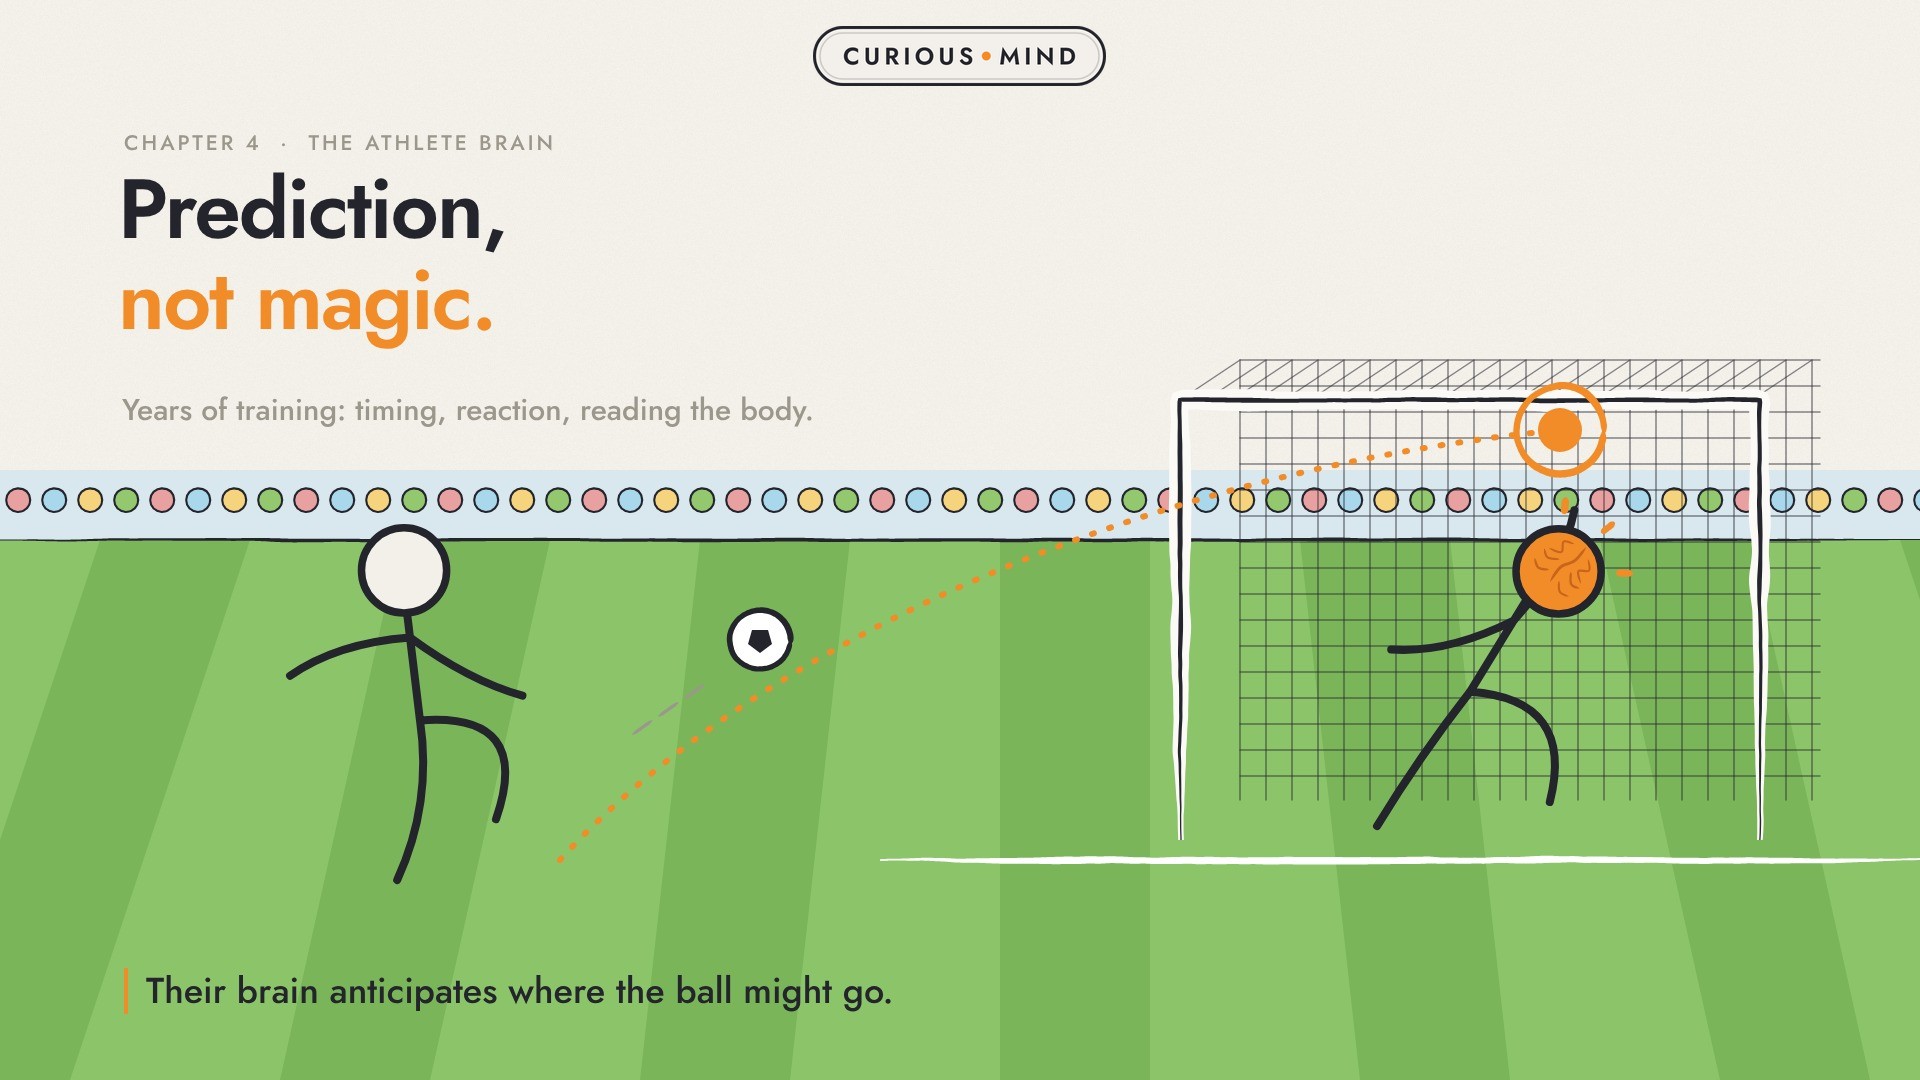 CURIOUS • MIND
CHAPTER 4 · THE ATHLETE BRAIN
Prediction,
not magic.
Years of training: timing, reaction, reading the body.
Their brain anticipates where the ball might go.